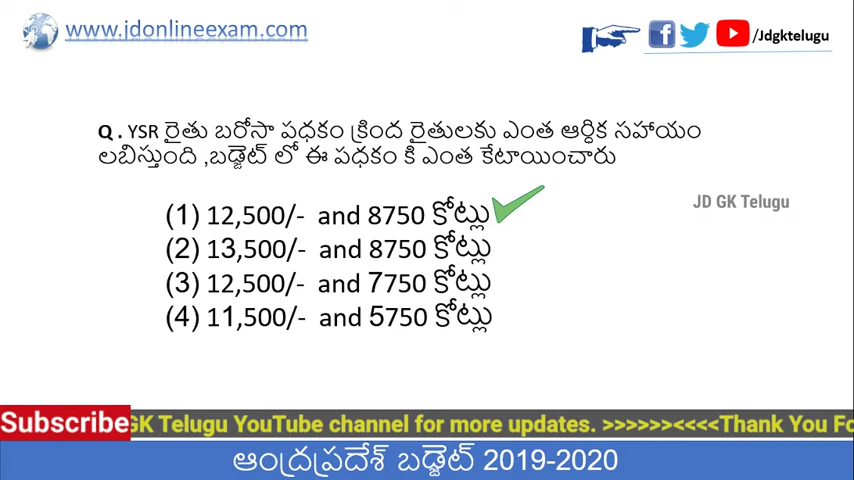 www.jdonlineexam.com
/Jdgktelugu
Q . YSR రైతు బరోసా పధకం క్రింద రైతులకు ఎంత ఆర్ధిక సహాయం
లబిస్తుంది ,బడ్జెట్ లో ఈ పధకం కి ఎంత కేటాయించారు
(1) 12,500/- and 8750 కోట్లు
JD GK Telugu
(2) 13,500/- and 8750 కోట్లు
(3) 12,500/- and 7750 కోట్లు
(4) 11,500/- and 5750 కోట్లు
Subscribe GK Telugu YouTube channel for more updates. >>>>>><<<<Thank You Fo
ఆంధ్రప్రదేశ్ బడ్జెట్ 2019-2020